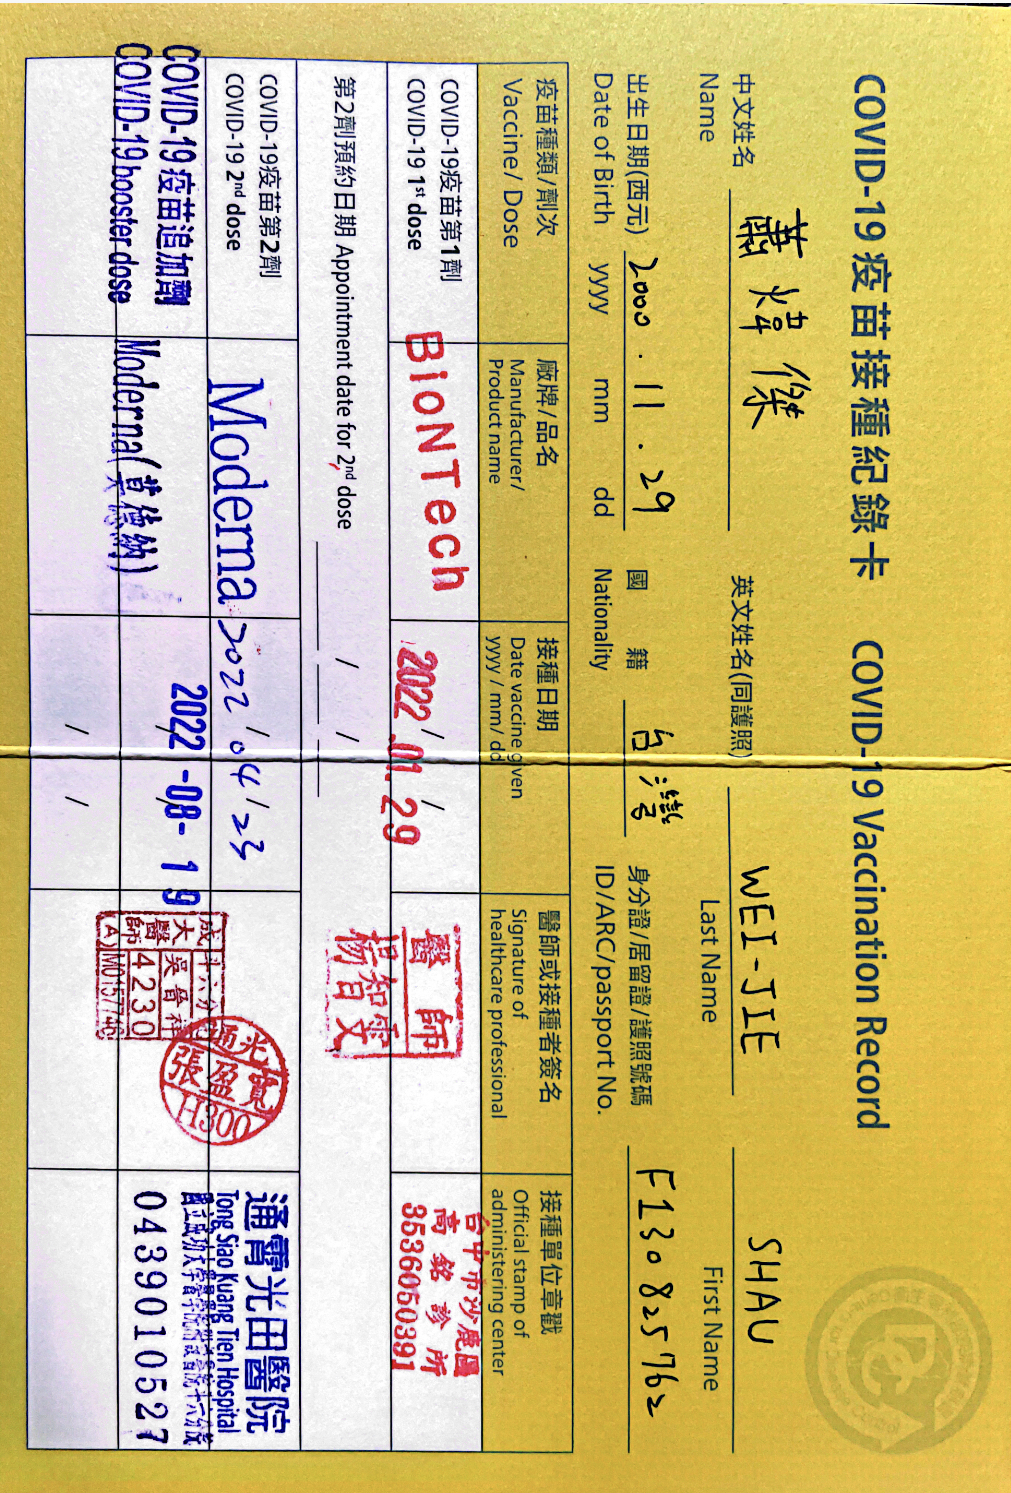 COVID-19 疫苗接種紀錄卡 COVID-19 Vaccination Record
中文姓名 蕭煒傑 英文姓名(同護照) WEI-JIE SHAU
Name Last Name First Name
出生日期(西元) 2000 . 11 . 29 國籍 台灣 身分證/居留證/護照號碼 F130825762
Date of Birth yyyy mm dd Nationality ID/ARC/passport No.
疫苗種類/劑次 廠牌/品名 接種日期 醫師或接種者簽名 接種單位章戳
Vaccine/ Dose Manufacturer/ Date vaccine given Signature of Official stamp of
Product name yyyy / mm/ dd healthcare professional administering center
COVID-19疫苗第1劑 BioNTech / / 醫師 台中市沙鹿區
COVID-19 1st dose 2022.01.29 楊智雯 高銘診所
3536050391
第2劑預約日期 Appointment date for 2nd dose / /
COVID-19疫苗第2劑 Moderna 2022/04/23 通霄光田醫院
COVID-19 2nd dose Tong Siao Kuang Tien Hospital
張盈寬 H300
COVID-19疫苗追加劑 2022-08-19 成大醫師(A) 斗六分 吳晉祥 國立成功大學醫學院附設醫院斗六分院
COVID-19 booster dose Moderna(莫德納) / / 4230 0439010527
M0157746
/ /